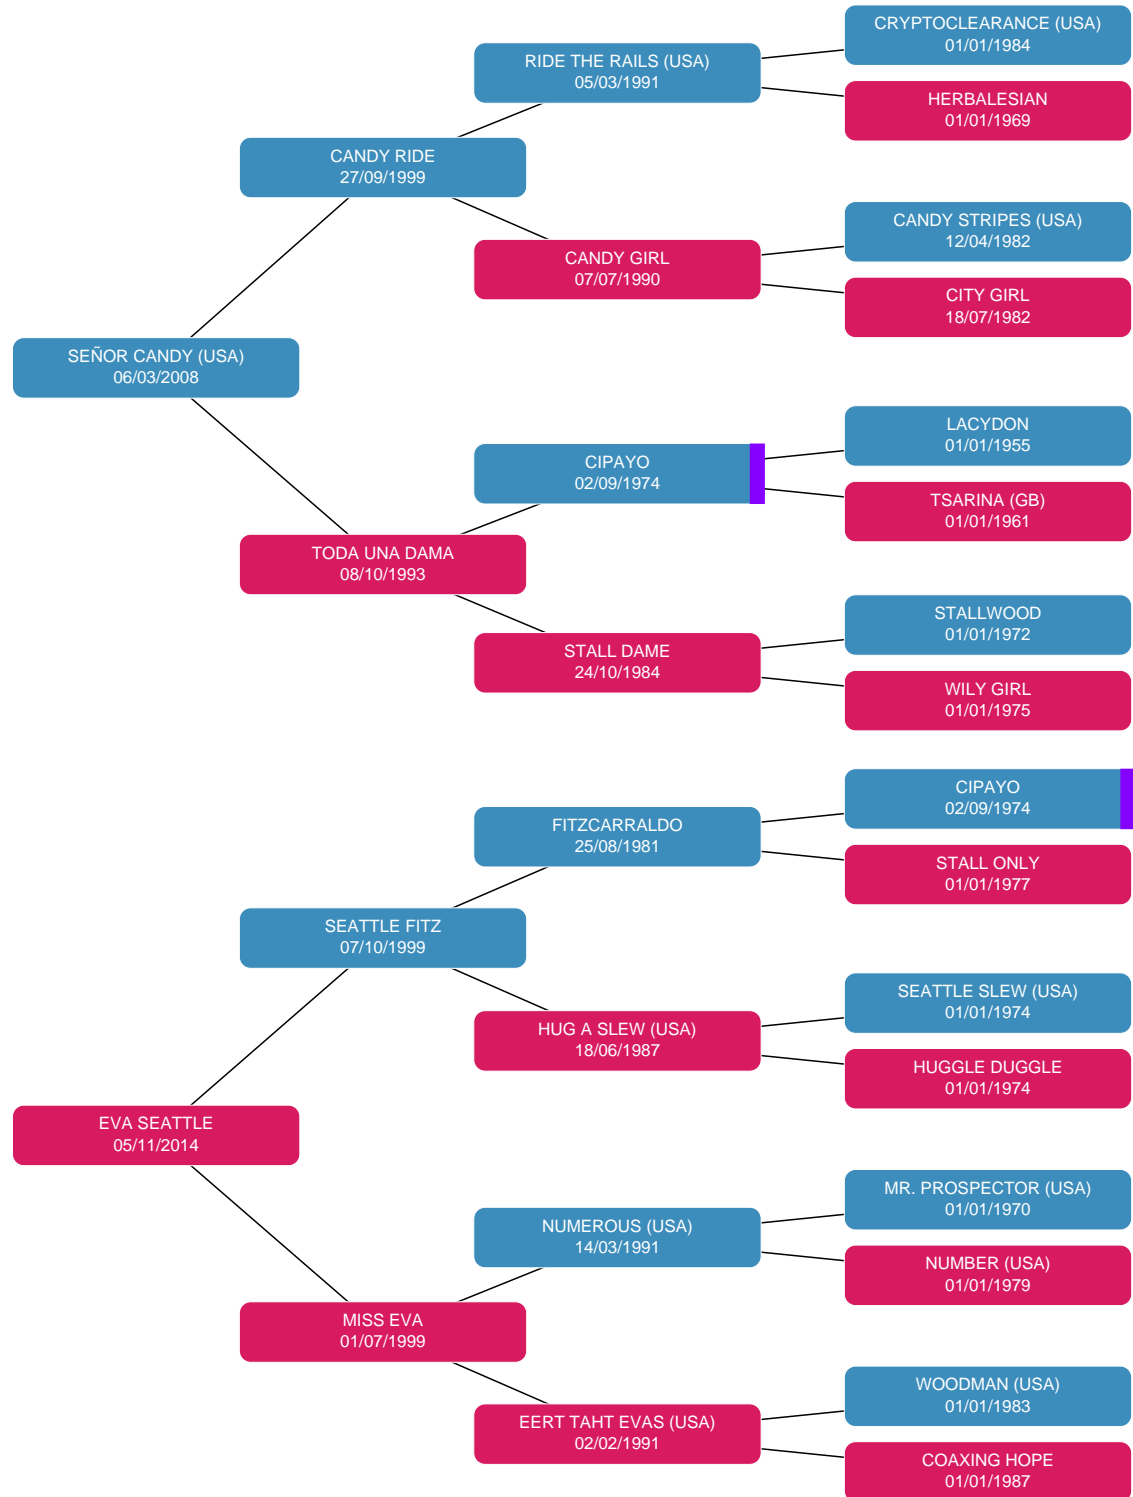 CRYPTOCLEARANCE (USA)
01/01/1984
RIDE THE RAILS (USA)
05/03/1991
HERBALESIAN
01/01/1969
CANDY RIDE
27/09/1999
CANDY STRIPES (USA)
12/04/1982
CANDY GIRL
07/07/1990
CITY GIRL
18/07/1982
SEÑOR CANDY (USA)
06/03/2008
LACYDON
01/01/1955
CIPAYO
02/09/1974
TSARINA (GB)
01/01/1961
TODA UNA DAMA
08/10/1993
STALLWOOD
01/01/1972
STALL DAME
24/10/1984
WILY GIRL
01/01/1975
CIPAYO
02/09/1974
FITZCARRALDO
25/08/1981
STALL ONLY
01/01/1977
SEATTLE FITZ
07/10/1999
SEATTLE SLEW (USA)
01/01/1974
HUG A SLEW (USA)
18/06/1987
HUGGLE DUGGLE
01/01/1974
EVA SEATTLE
05/11/2014
MR. PROSPECTOR (USA)
01/01/1970
NUMEROUS (USA)
14/03/1991
NUMBER (USA)
01/01/1979
MISS EVA
01/07/1999
WOODMAN (USA)
01/01/1983
EERT TAHT EVAS (USA)
02/02/1991
COAXING HOPE
01/01/1987